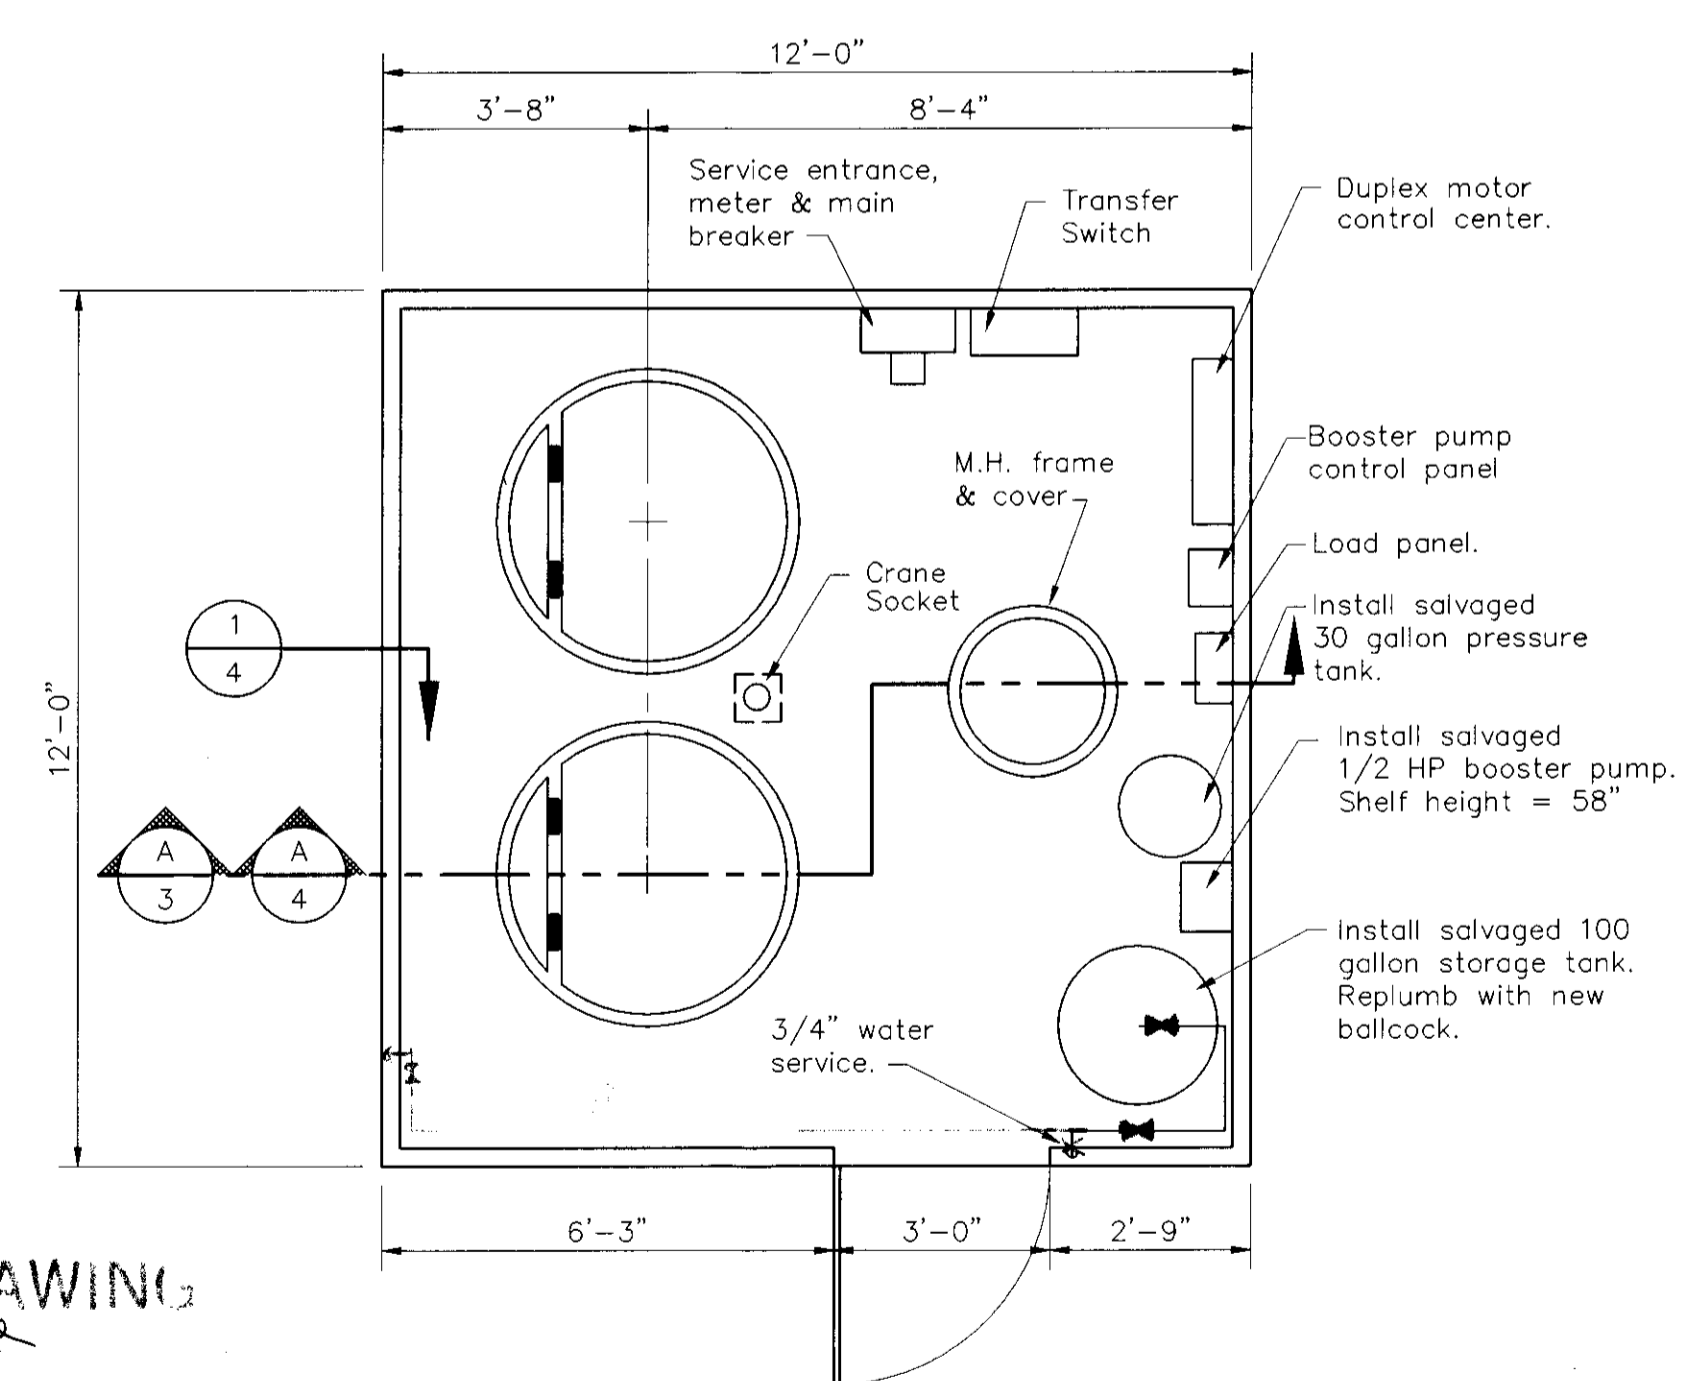 12'-0"
3'-8"
8'-4"
Service entrance,
meter & main
breaker
Transfer
Switch
Duplex motor
control center.
Booster pump
control panel
M.H. frame
& cover
Load panel.
Crane
Socket
Install salvaged
30 gallon pressure
tank.
1
4
12'-0"
Install salvaged
1/2 HP booster pump.
Shelf height = 58"
A
3
A
4
Install salvaged 100
gallon storage tank.
Replumb with new
ballcock.
3/4" water
service.
6'-3"
3'-0"
2'-9"
AWING